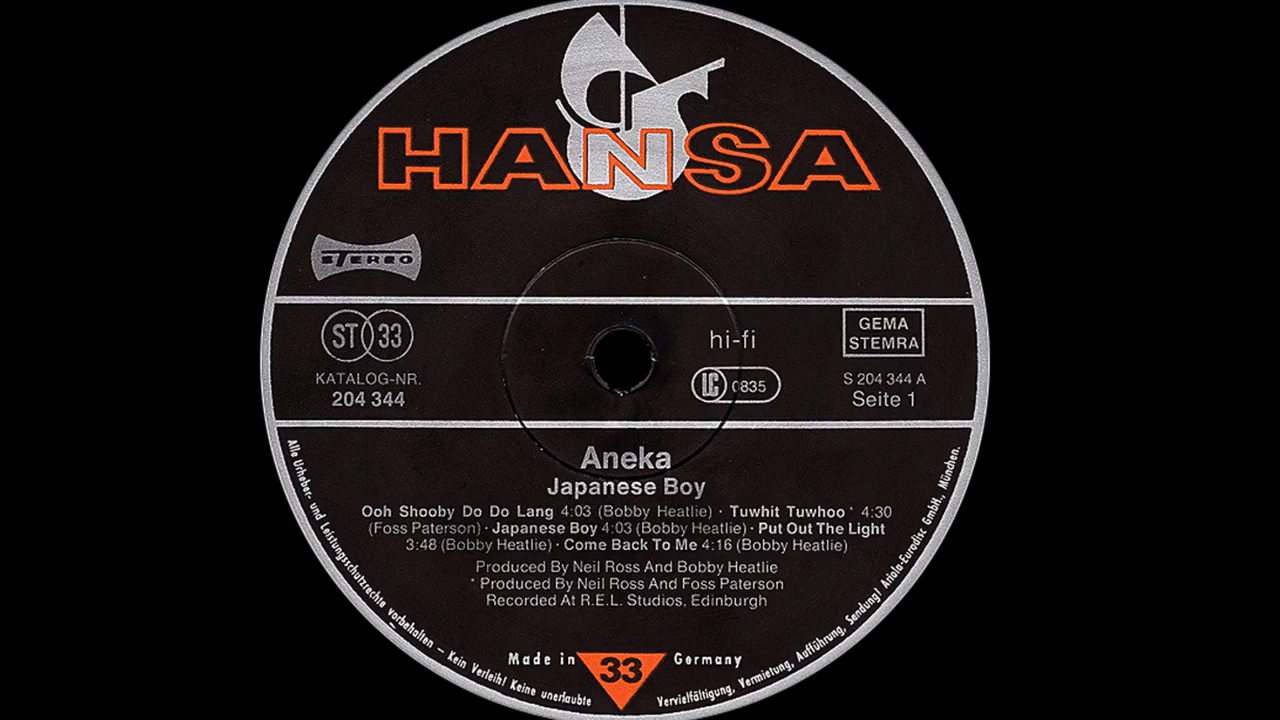 HANSA
STEREO
ST 33
KATALOG-NR.
204 344
hi-fi
LC 0835
GEMA
STEMRA
S 204 344 A
Seite 1
Aneka
Japanese Boy
Ooh Shooby Do Do Lang 4:03 (Bobby Heatlie) · Tuwhit Tuwhoo * 4:30
(Foss Paterson) · Japanese Boy 4:03 (Bobby Heatlie) · Put Out The Light
3:48 (Bobby Heatlie) · Come Back To Me 4:16 (Bobby Heatlie)
Produced By Neil Ross And Bobby Heatlie
* Produced By Neil Ross And Foss Paterson
Recorded At R.E.L. Studios, Edinburgh
Made in 33 Germany
Alle Urheber- und Leistungsschutzrechte vorbehalten – Kein Verleih! Keine unerlaubte Vervielfältigung, Vermietung, Aufführung, Sendung! Ariola-Eurodisc GmbH., München.